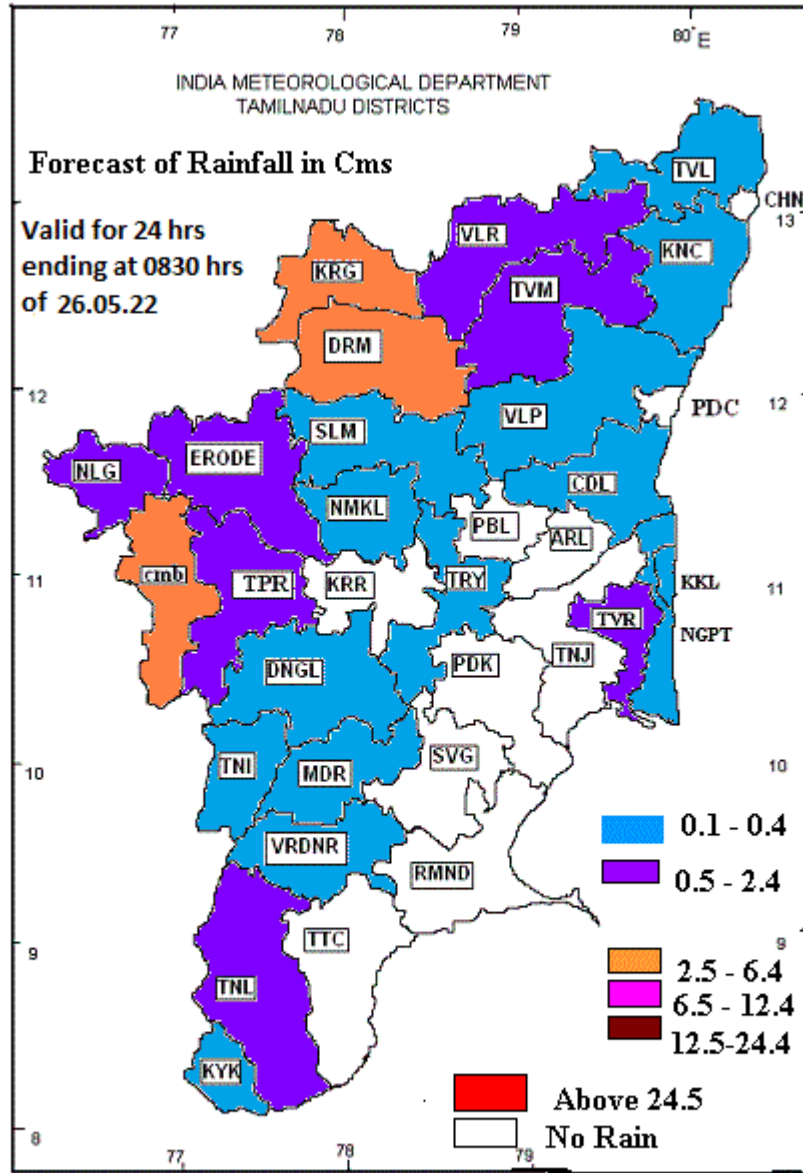 77 78 79 80° E
INDIA METEOROLOGICAL DEPARTMENT
TAMILNADU DISTRICTS
Forecast of Rainfall in Cms
TVL
CHN
13
Valid for 24 hrs
ending at 0830 hrs
of 26.05.22
VLR
KNC
KRG
TVM
DRM
12
12
PDC
SLM
VLP
ERODE
NLG
CDL
NMKL
PBL
ARL
11
cmb
TPR
KRR
TRY
KKL
11
TVR
NGPT
DNGL
PDK
TNJ
10
TNI
MDR
SVG
10
VRDNR
RMND
0.1 - 0.4
0.5 - 2.4
9
TTC
9
TNL
2.5 - 6.4
6.5 - 12.4
12.5-24.4
KYK
Above 24.5
No Rain
8
77 78 79